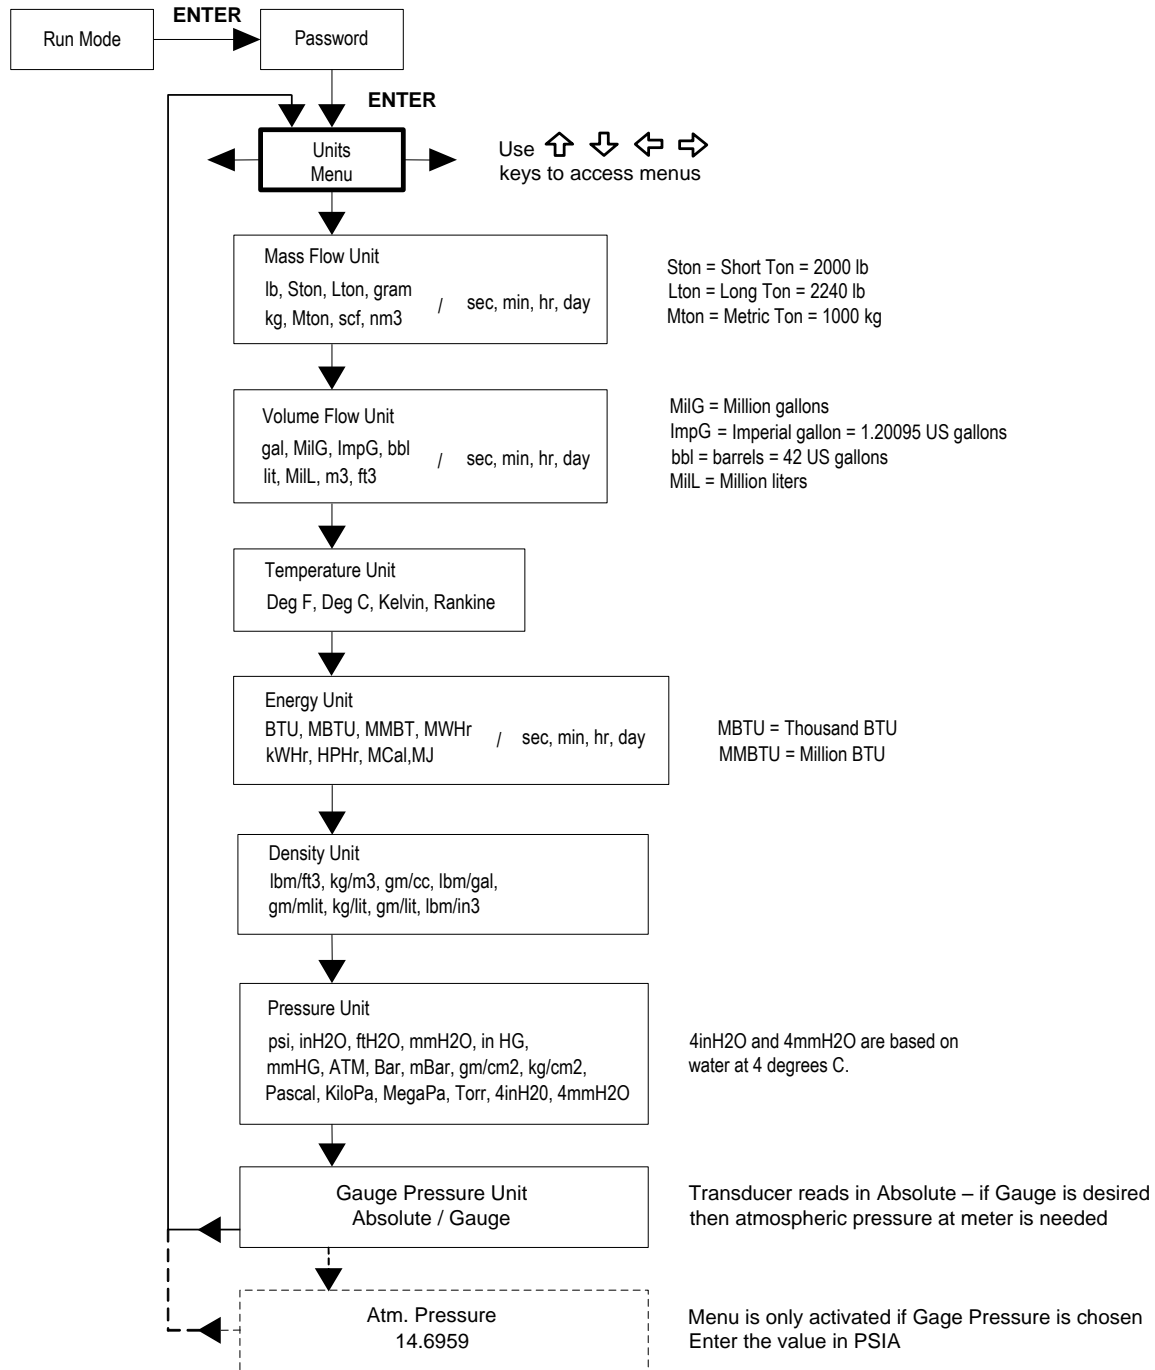 ENTER
Run Mode
Password
ENTER
Units
Menu
Use
keys to access menus
Mass Flow Unit
lb, Ston, Lton, gram
kg, Mton, scf, nm3
/
sec, min, hr, day
Ston = Short Ton = 2000 lb
Lton = Long Ton = 2240 lb
Mton = Metric Ton = 1000 kg
Volume Flow Unit
gal, MilG, ImpG, bbl
lit, MilL, m3, ft3
/
sec, min, hr, day
MilG = Million gallons
ImpG = Imperial gallon = 1.20095 US gallons
bbl = barrels = 42 US gallons
MilL = Million liters
Temperature Unit
Deg F, Deg C, Kelvin, Rankine
Energy Unit
BTU, MBTU, MMBT, MWHr
kWHr, HPHr, MCal,MJ
/
sec, min, hr, day
MBTU = Thousand BTU
MMBTU = Million BTU
Density Unit
lbm/ft3, kg/m3, gm/cc, lbm/gal,
gm/mlit, kg/lit, gm/lit, lbm/in3
Pressure Unit
psi, inH2O, ftH2O, mmH2O, in HG,
mmHG, ATM, Bar, mBar, gm/cm2, kg/cm2,
Pascal, KiloPa, MegaPa, Torr, 4inH20, 4mmH2O
4inH2O and 4mmH2O are based on
water at 4 degrees C.
Gauge Pressure Unit
Absolute / Gauge
Transducer reads in Absolute – if Gauge is desired
then atmospheric pressure at meter is needed
Atm. Pressure
14.6959
Menu is only activated if Gage Pressure is chosen
Enter the value in PSIA